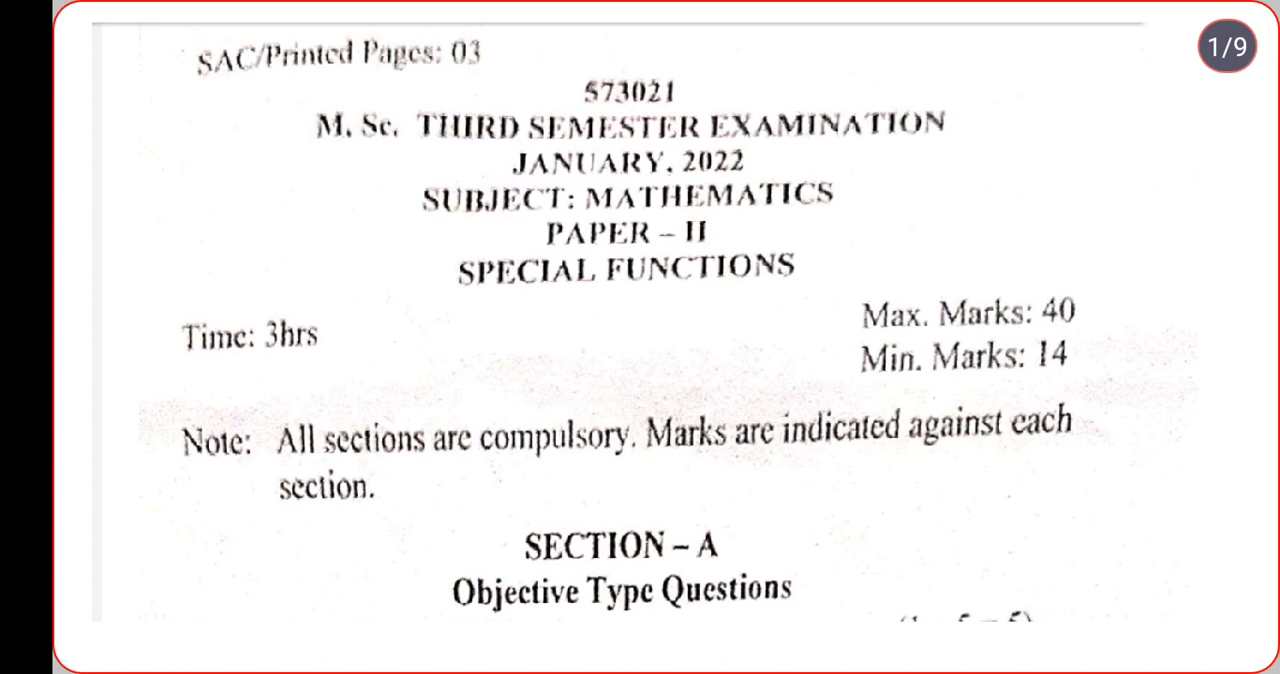 1/9
SAC/Printed Pages: 03
573021
M. Sc. THIRD SEMESTER EXAMINATION
JANUARY, 2022
SUBJECT: MATHEMATICS
PAPER – II
SPECIAL FUNCTIONS
Time: 3hrs
Max. Marks: 40
Min. Marks: 14
Note: All sections are compulsory. Marks are indicated against each
section.
SECTION – A
Objective Type Questions